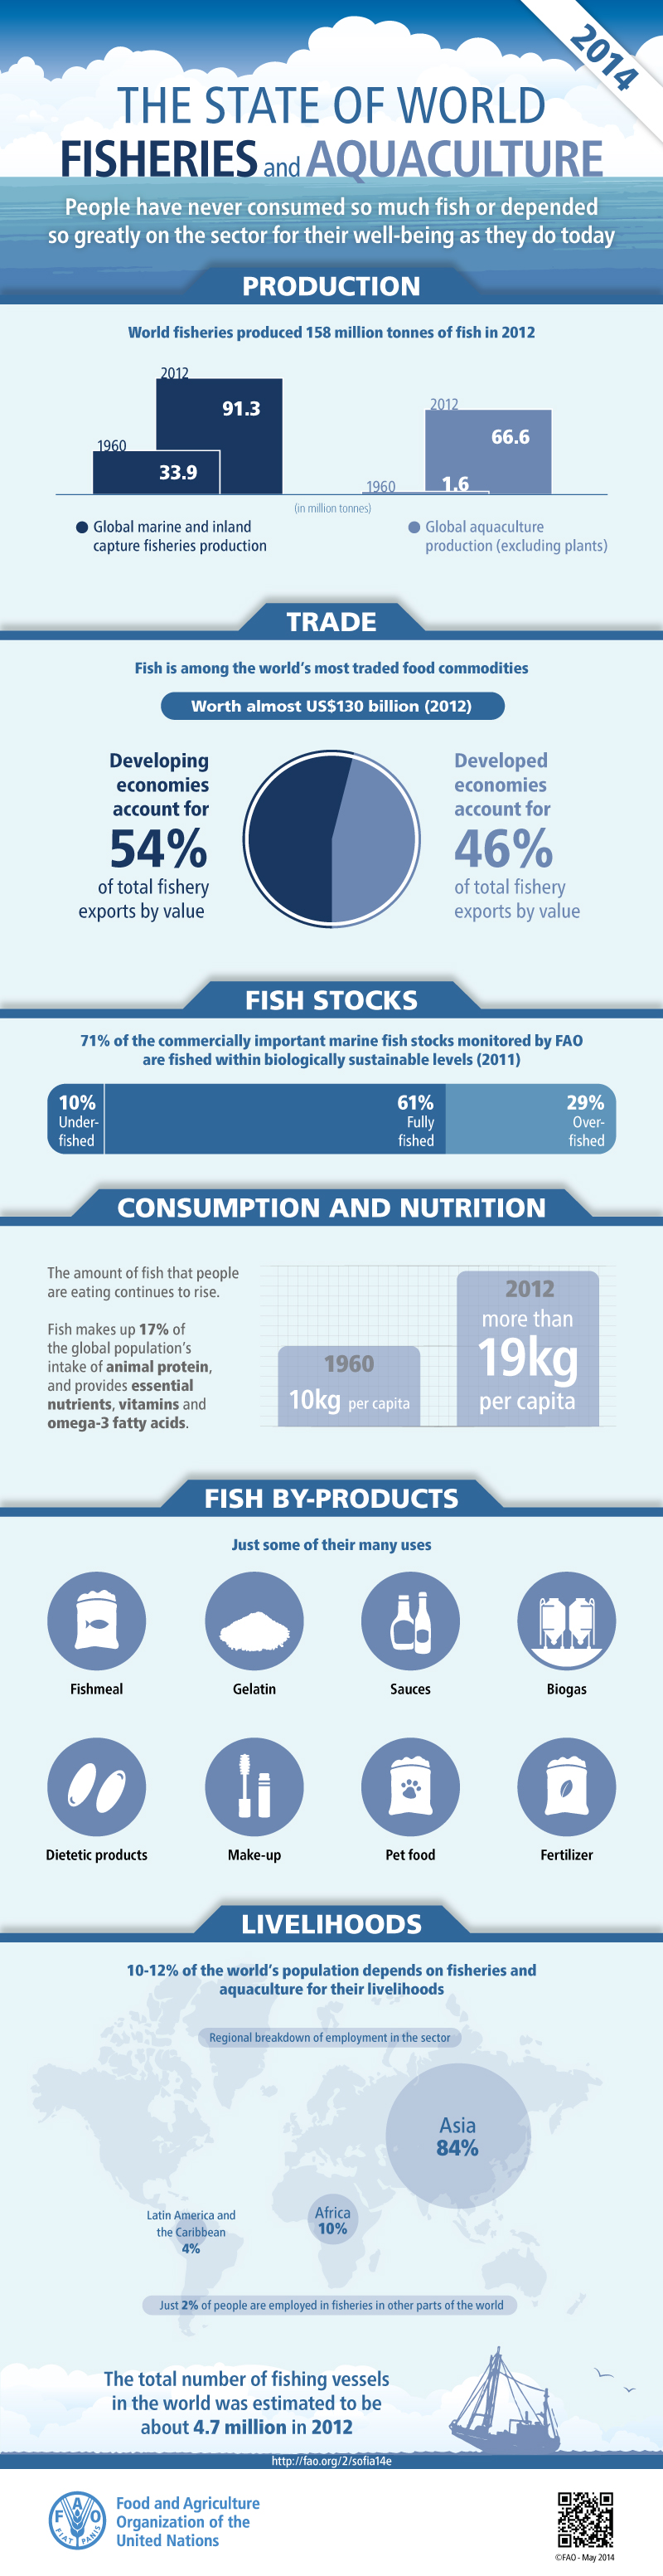 2014
THE STATE OF WORLD
FISHERIES and AQUACULTURE
People have never consumed so much fish or depended
so greatly on the sector for their well-being as they do today
PRODUCTION
World fisheries produced 158 million tonnes of fish in 2012
2012
91.3
1960
33.9
2012
66.6
1960
1.6
(in million tonnes)
Global marine and inland
capture fisheries production
Global aquaculture
production (excluding plants)
TRADE
Fish is among the world's most traded food commodities
Worth almost US$130 billion (2012)
Developing
economies
account for
54%
of total fishery
exports by value
Developed
economies
account for
46%
of total fishery
exports by value
FISH STOCKS
71% of the commercially important marine fish stocks monitored by FAO
are fished within biologically sustainable levels (2011)
10%
Under-
fished
61%
Fully
fished
29%
Over-
fished
CONSUMPTION AND NUTRITION
The amount of fish that people
are eating continues to rise.
Fish makes up 17% of
the global population's
intake of animal protein,
and provides essential
nutrients, vitamins and
omega-3 fatty acids.
1960
10kg per capita
2012
more than
19kg
per capita
FISH BY-PRODUCTS
Just some of their many uses
Fishmeal
Gelatin
Sauces
Biogas
Dietetic products
Make-up
Pet food
Fertilizer
LIVELIHOODS
10-12% of the world's population depends on fisheries and
aquaculture for their livelihoods
Regional breakdown of employment in the sector
Asia
84%
Latin America and
the Caribbean
4%
Africa
10%
Just 2% of people are employed in fisheries in other parts of the world
The total number of fishing vessels
in the world was estimated to be
about 4.7 million in 2012
http://fao.org/2/sofia14e
F A O
FIAT PANIS
Food and Agriculture
Organization of the
United Nations
©FAO - May 2014